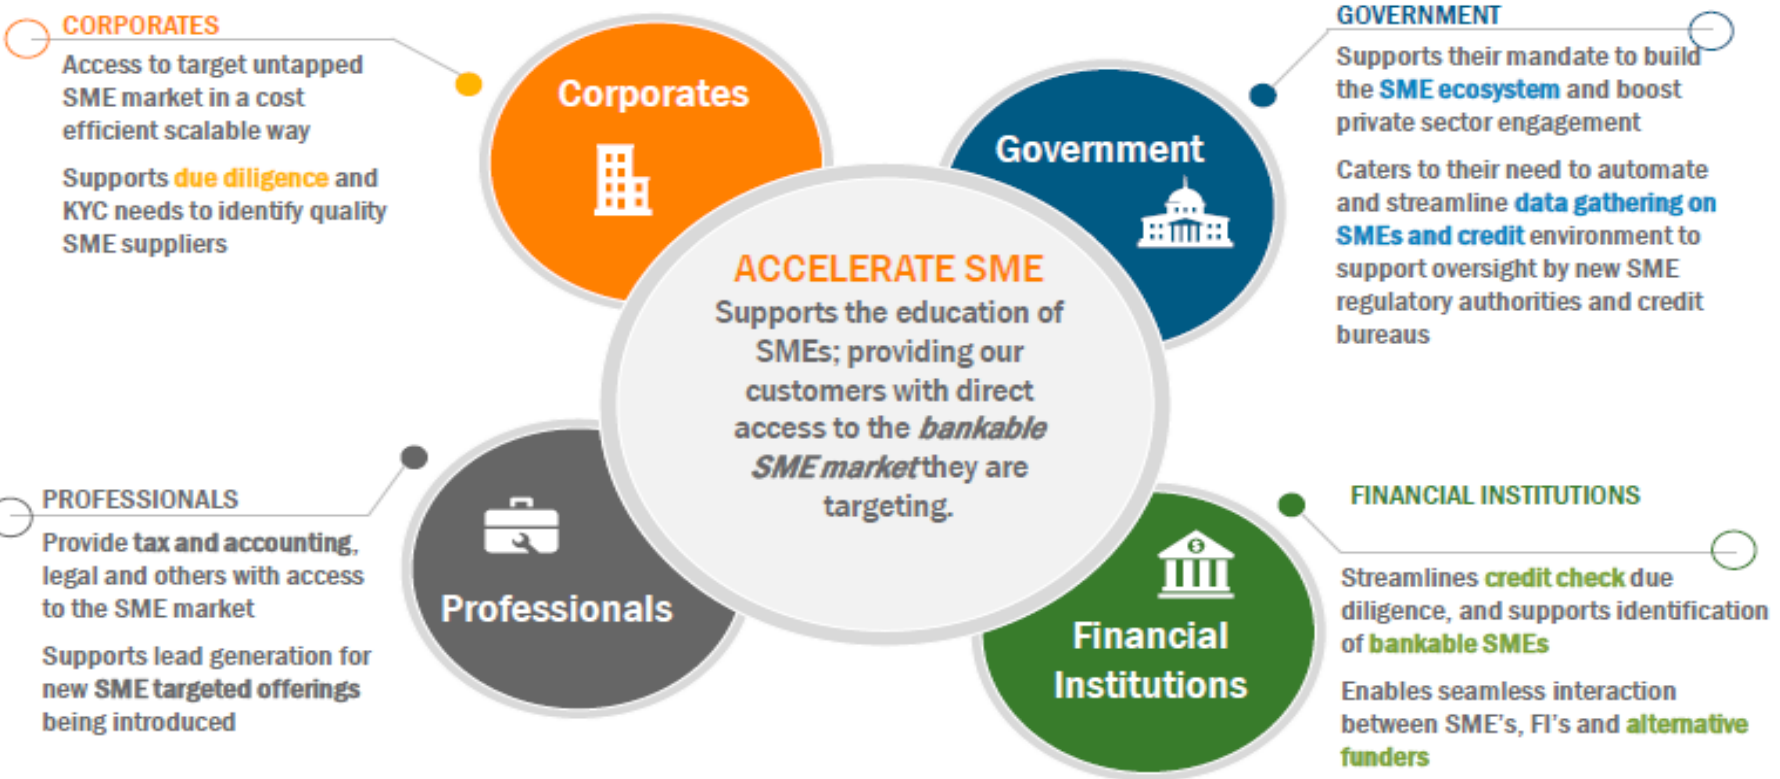 CORPORATES
Access to target untapped
SME market in a cost
efficient scalable way
Supports due diligence and
KYC needs to identify quality
SME suppliers
Corporates
GOVERNMENT
Supports their mandate to build
the SME ecosystem and boost
private sector engagement
Caters to their need to automate
and streamline data gathering on
SMEs and credit environment to
support oversight by new SME
regulatory authorities and credit
bureaus
Government
ACCELERATE SME
Supports the education of
SMEs; providing our
customers with direct
access to the bankable
SME market they are
targeting.
PROFESSIONALS
Provide tax and accounting,
legal and others with access
to the SME market
Supports lead generation for
new SME targeted offerings
being introduced
Professionals
$
Financial
Institutions
FINANCIAL INSTITUTIONS
Streamlines credit check due
diligence, and supports identification
of bankable SMEs
Enables seamless interaction
between SME's, FI's and alternative
funders